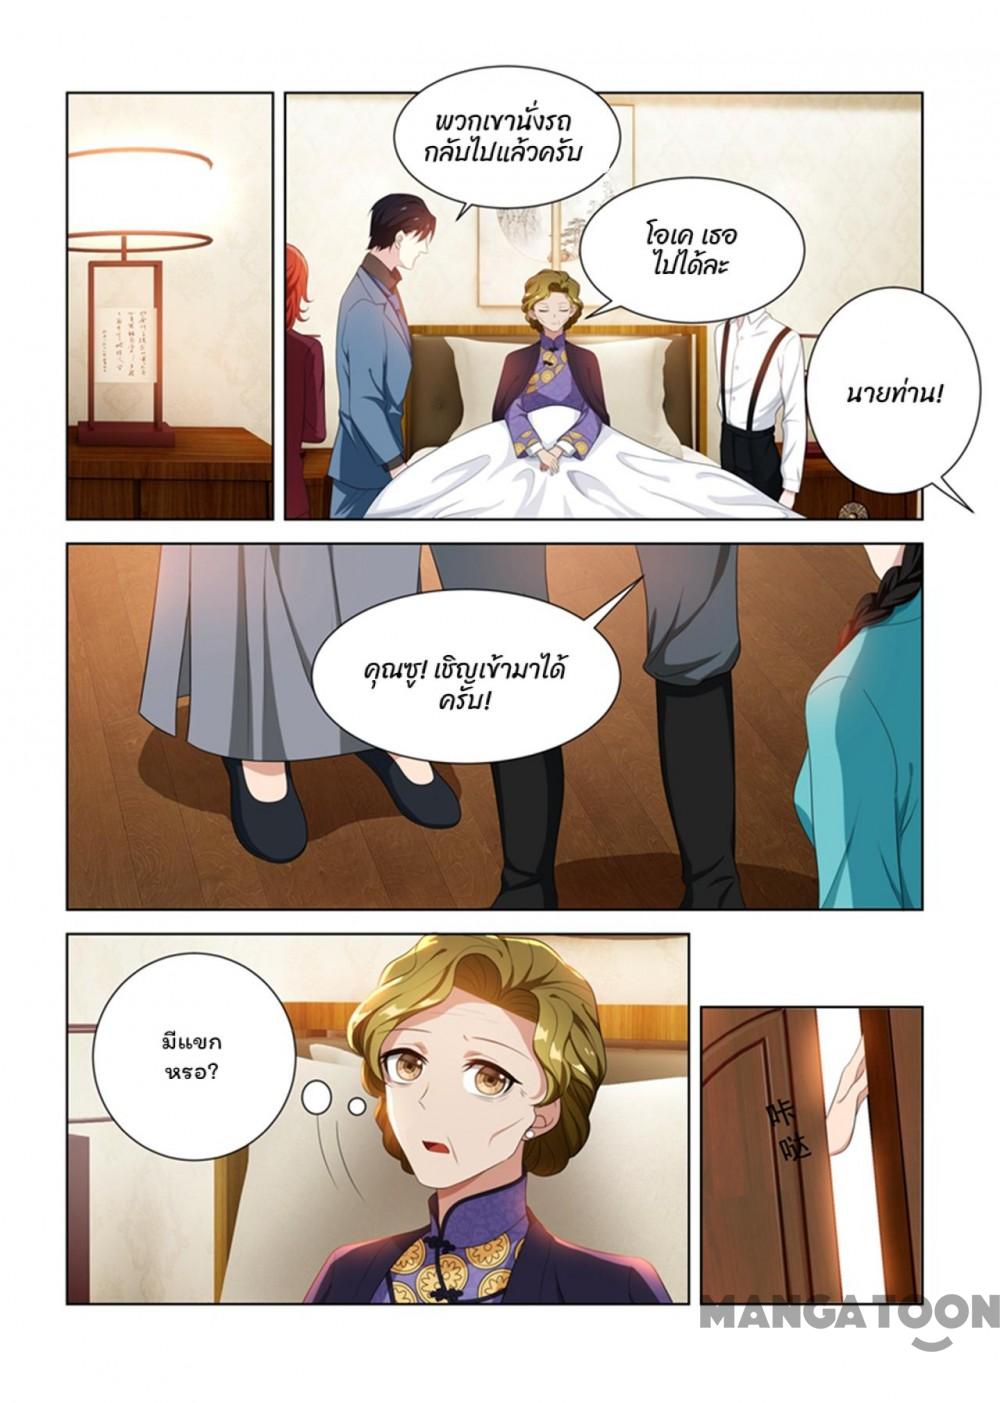 พวกเขานั่งรถ
กลับไปแล้วครับ
โอเค เธอ
ไปได้ละ
นายท่าน!
คุณซู! เชิญเข้ามาได้
ครับ!
มีแขก
หรอ?
咔
哒
MANGATOON